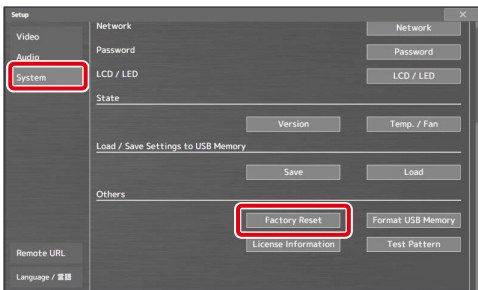 Setup
Video
Audio
System
Remote URL
Language / 言語
Network Network
Password Password
LCD / LED LCD / LED
State
Version Temp. / Fan
Load / Save Settings to USB Memory
Save Load
Others
Factory Reset Format USB Memory
License Information Test Pattern